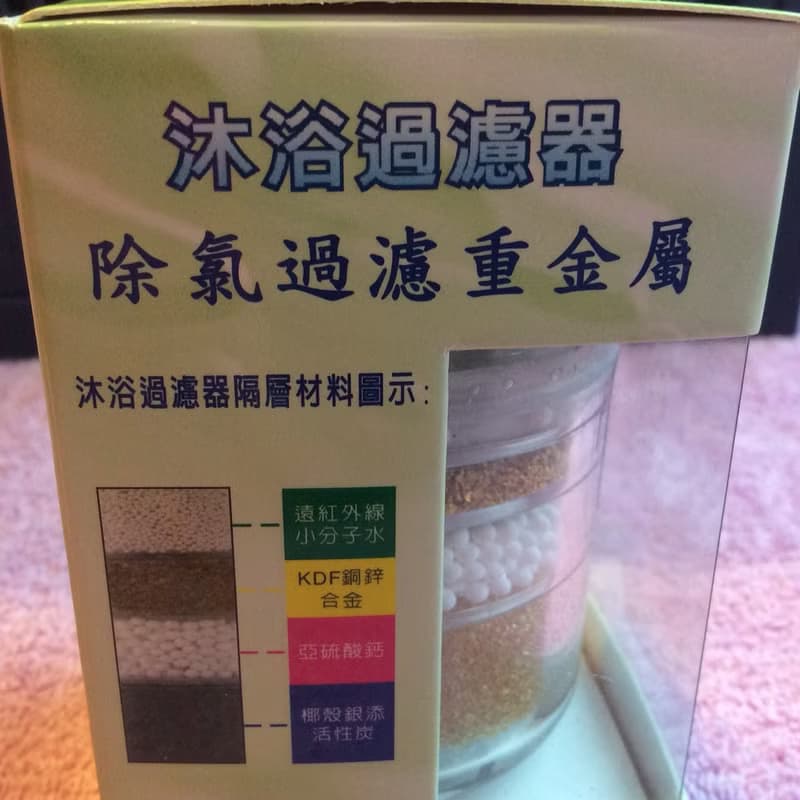 沐浴過濾器
除氯過濾重金屬
沐浴過濾器隔層材料圖示:
遠紅外線
小分子水
KDF銅鋅
合金
亞硫酸鈣
椰殼銀添
活性炭